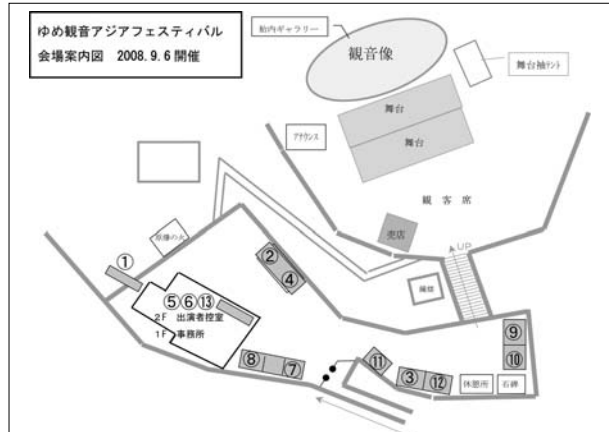 ゆめ観音アジアフェスティバル
会場案内図 2008.9.6開催
胎内ギャラリー
観音像
舞台袖テント
舞台
舞台
アナウンス
観 客 席
売店
UP
原爆の火
①
②
④
⑤⑥⑬
2F 出演者控室
1F 事務所
⑧
⑦
⑪
③
⑫
⑨
⑩
休憩所
石碑